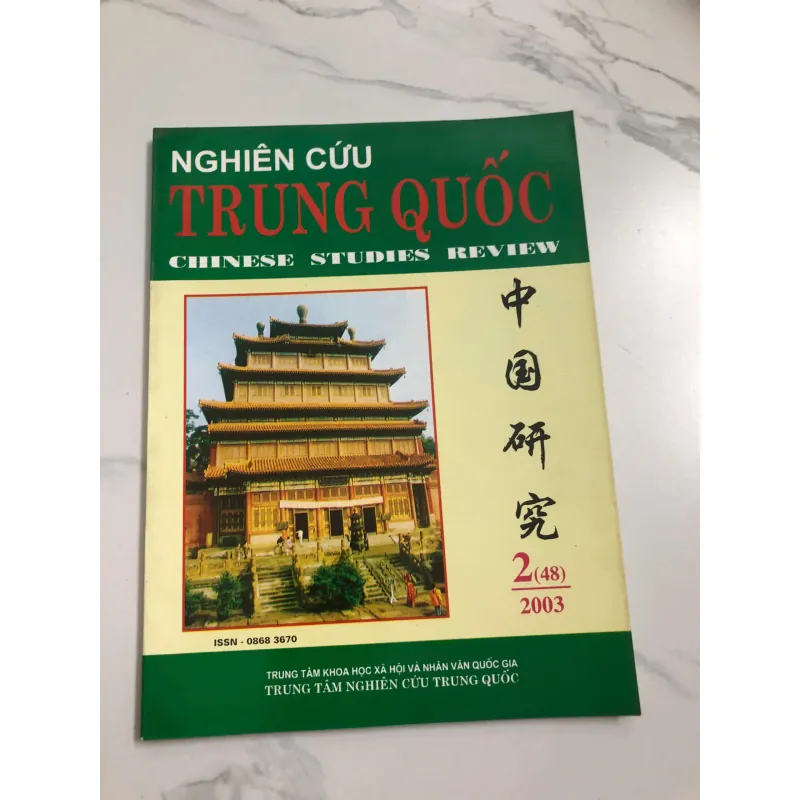 NGHIÊN CỨU
TRUNG QUỐC
CHINESE STUDIES REVIEW
中国研究
2(48)
2003
ISSN - 0868 3670
TRUNG TÂM KHOA HỌC XÃ HỘI VÀ NHÂN VĂN QUỐC GIA
TRUNG TÂM NGHIÊN CỨU TRUNG QUỐC